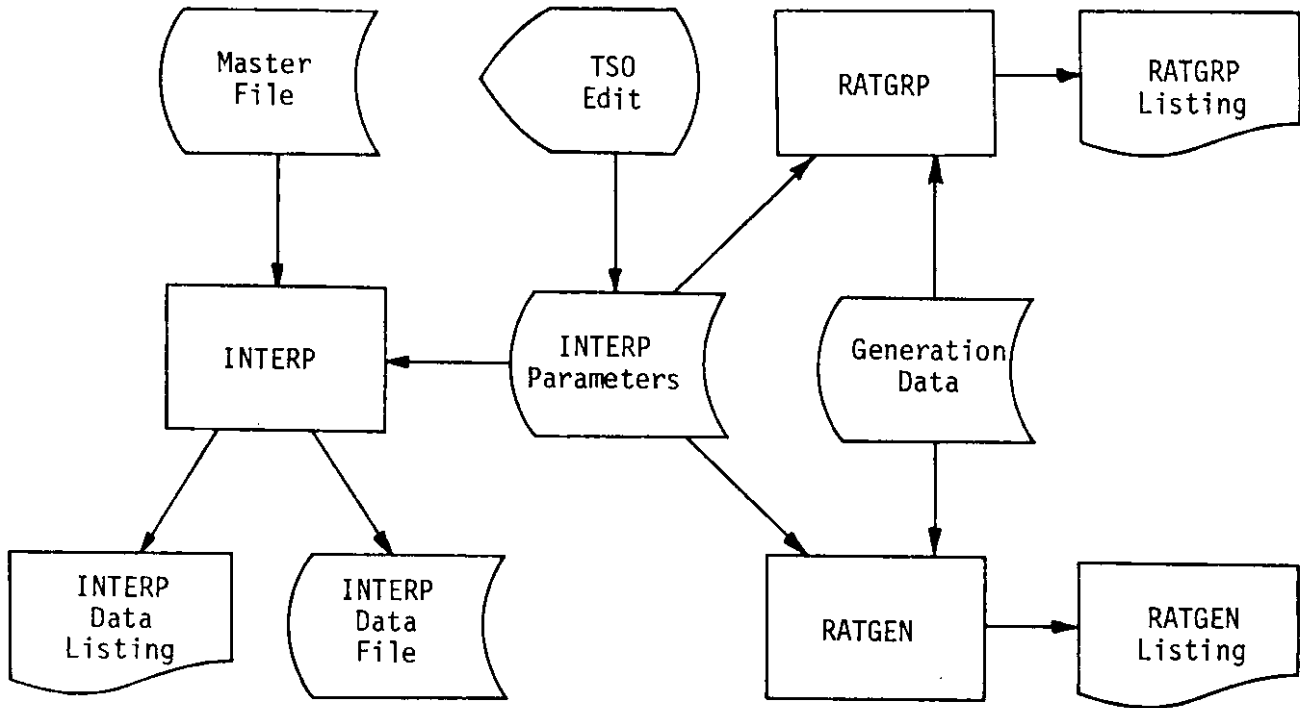 Master
File
TSO
Edit
RATGRP
RATGRP
Listing
INTERP
INTERP
Parameters
Generation
Data
INTERP
Data
Listing
INTERP
Data
File
RATGEN
RATGEN
Listing